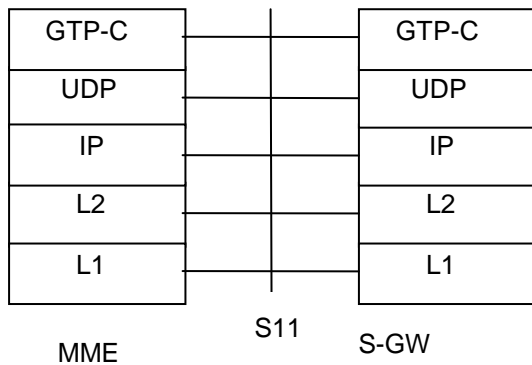 GTP-C GTP-C
UDP UDP
IP IP
L2 L2
L1 L1
MME S11 S-GW